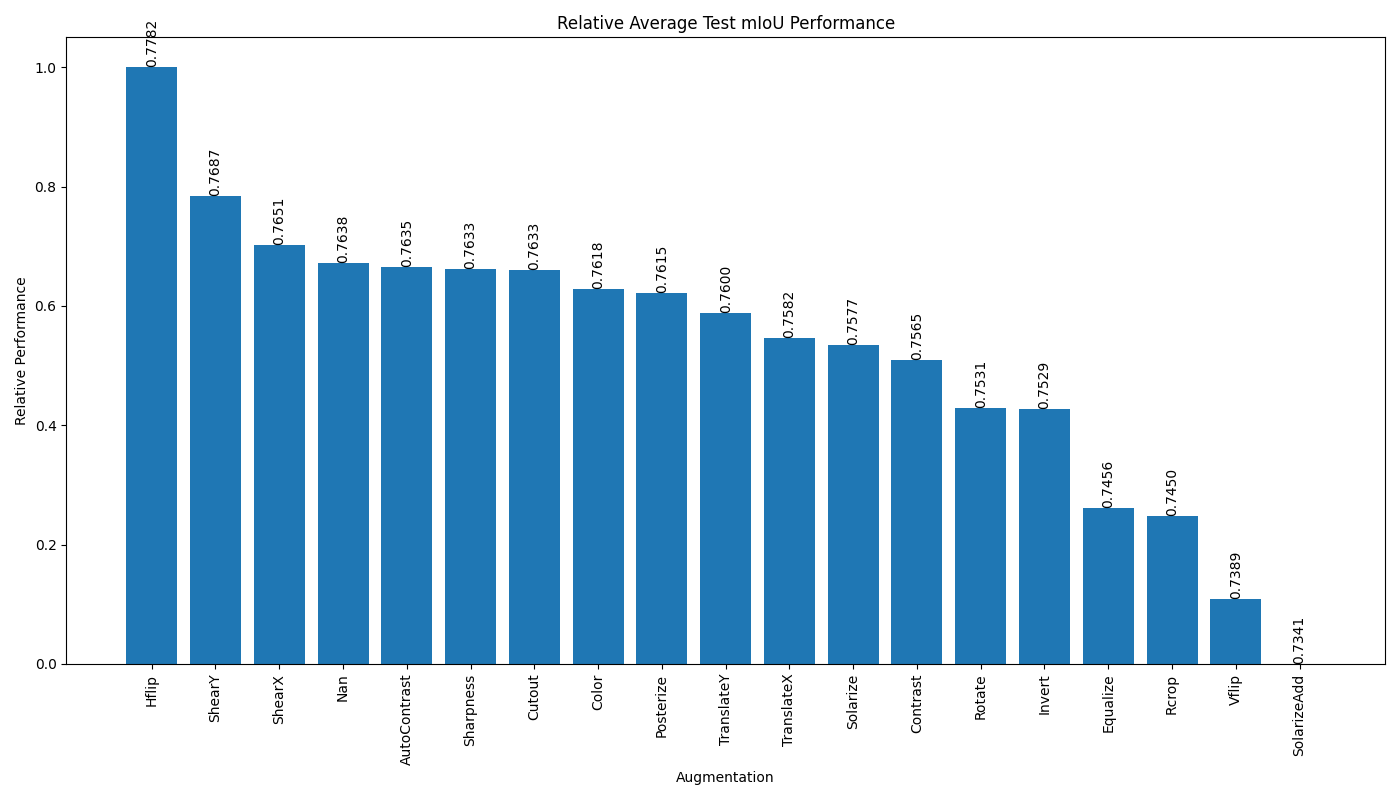 Relative Average Test mIoU Performance
Relative Performance
1.0
0.8
0.6
0.4
0.2
0.0
0.7782
0.7687
0.7651
0.7638
0.7635
0.7633
0.7633
0.7618
0.7615
0.7600
0.7582
0.7577
0.7565
0.7531
0.7529
0.7456
0.7450
0.7389
0.7341
Hflip
ShearY
ShearX
Nan
AutoContrast
Sharpness
Cutout
Color
Posterize
TranslateY
TranslateX
Solarize
Contrast
Rotate
Invert
Equalize
Rcrop
Vflip
SolarizeAdd
Augmentation